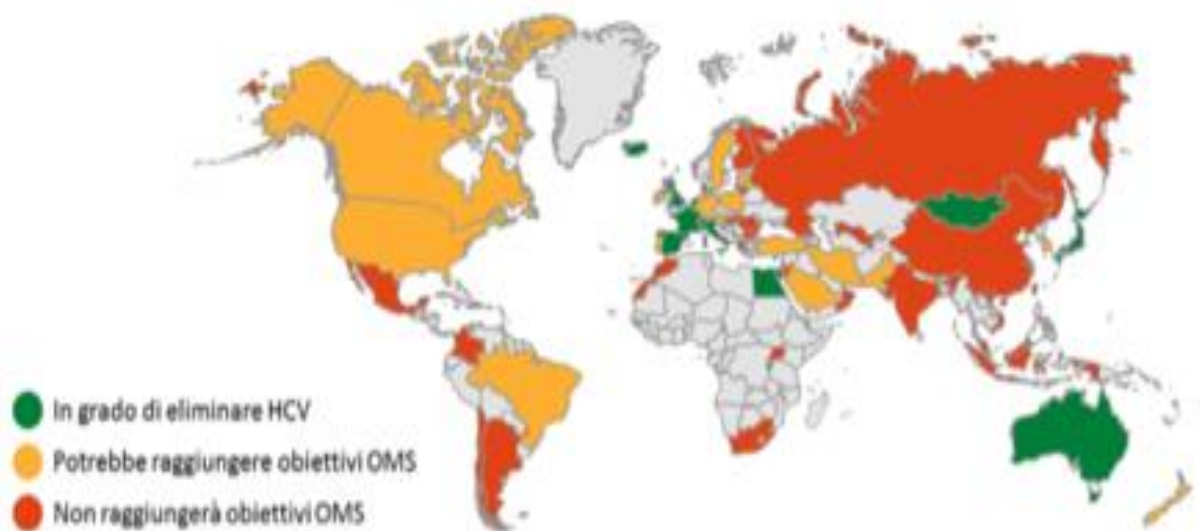 In grado di eliminare HCV
Potrebbe raggiungere obiettivi OMS
Non raggiungerà obiettivi OMS